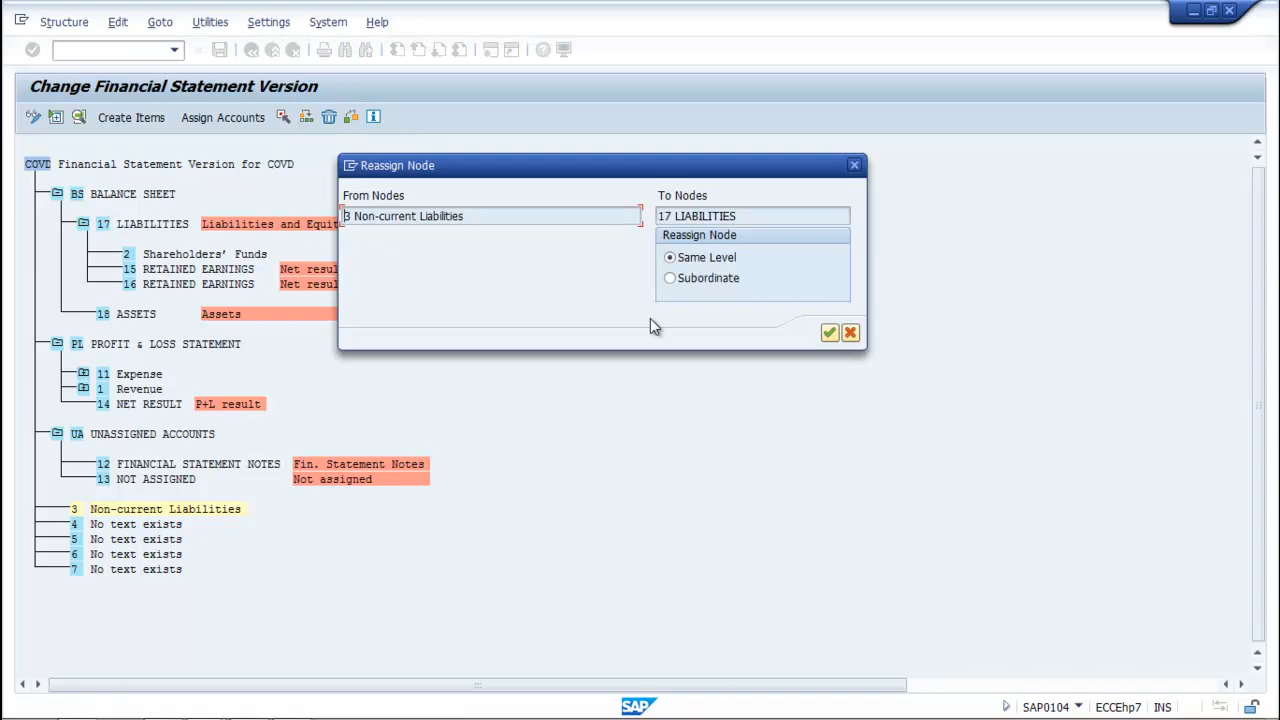 Structure Edit Goto Utilities Settings System Help
Change Financial Statement Version
Create Items Assign Accounts
COVD Financial Statement Version for COVD
BS BALANCE SHEET
17 LIABILITIES Liabilities and Equit
2 Shareholders' Funds
15 RETAINED EARNINGS Net resul
16 RETAINED EARNINGS Net resul
18 ASSETS Assets
PL PROFIT & LOSS STATEMENT
11 Expense
1 Revenue
14 NET RESULT P+L result
UA UNASSIGNED ACCOUNTS
12 FINANCIAL STATEMENT NOTES Fin. Statement Notes
13 NOT ASSIGNED Not assigned
3 Non-current Liabilities
4 No text exists
5 No text exists
6 No text exists
7 No text exists
Reassign Node
From Nodes To Nodes
3 Non-current Liabilities 17 LIABILITIES
Reassign Node
Same Level
Subordinate
SAP SAP0104 ECCEhp7 INS